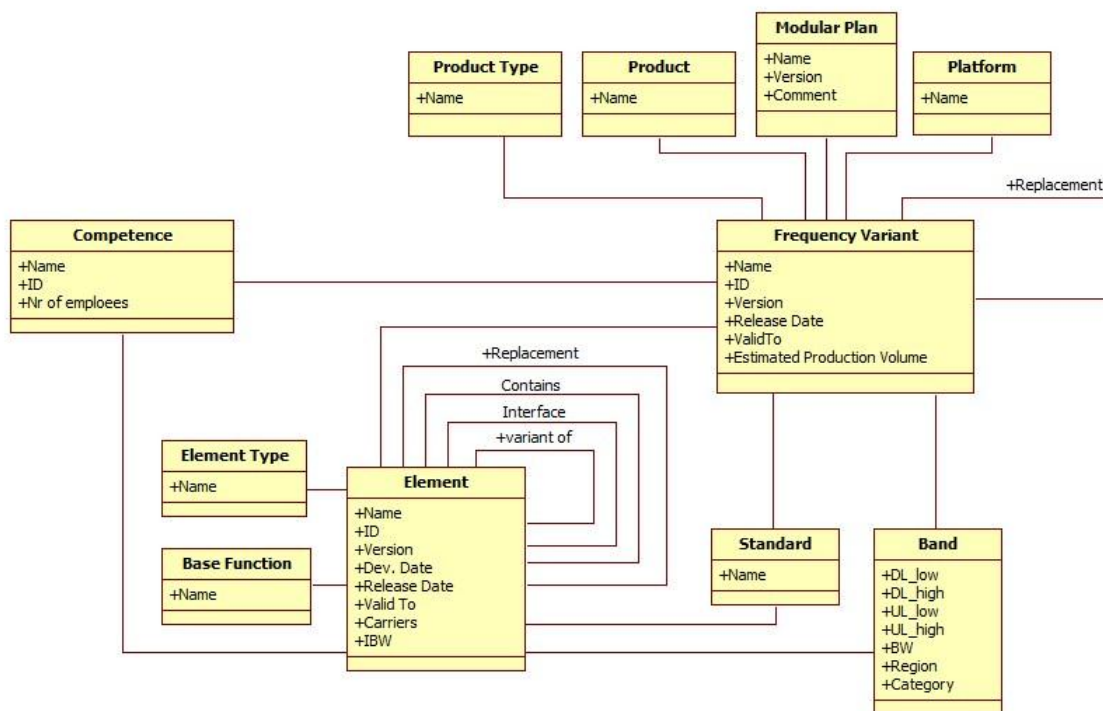 Modular Plan
+Name
+Version
+Comment
Product Type
+Name
Product
+Name
Platform
+Name
+Replacement
Competence
+Name
+ID
+Nr of emploees
Frequency Variant
+Name
+ID
+Version
+Release Date
+ValidTo
+Estimated Production Volume
+Replacement
Contains
Interface
+variant of
Element Type
+Name
Base Function
+Name
Element
+Name
+ID
+Version
+Dev. Date
+Release Date
+Valid To
+Carriers
+IBW
Standard
+Name
Band
+DL_low
+DL_high
+UL_low
+UL_high
+BW
+Region
+Category